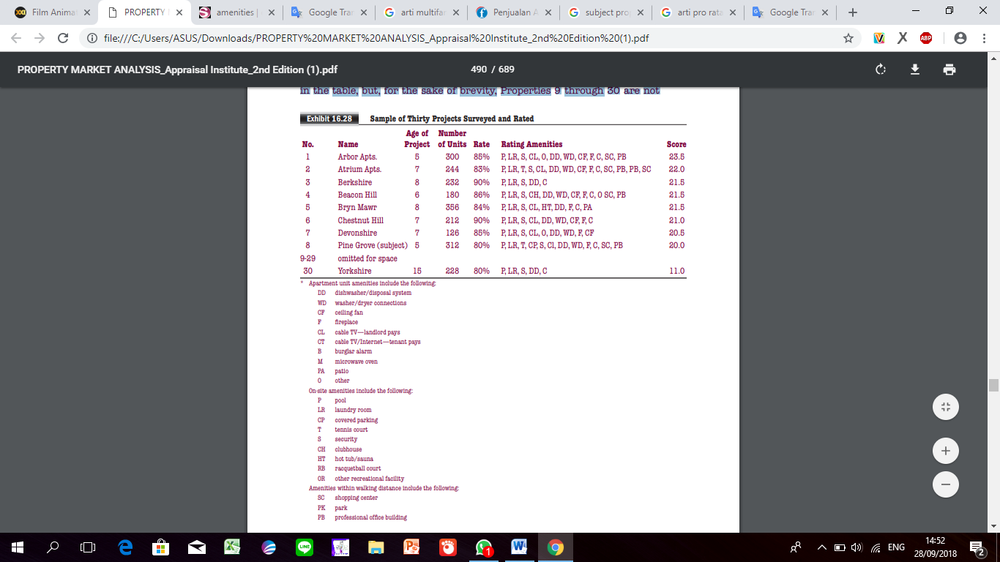 Film Animas
PROPERTY
amenities |
Google Tran
arti multifam
Penjualan A
subject prop
arti pro rata
Google Tran
file:///C:/Users/ASUS/Downloads/PROPERTY%20MARKET%20ANALYSIS_Appraisal%20Institute_2nd%20Edition%20(1).pdf
ABP
PROPERTY MARKET ANALYSIS_Appraisal Institute_2nd Edition (1).pdf 490 / 689
in the table, but, for the sake of brevity, Properties 9 through 30 are not
Exhibit 16.28 Sample of Thirty Projects Surveyed and Rated
Age of Number
No. Name Project of Units Rate Rating Amenities Score
1 Arbor Apts. 5 300 85% P, LR, S, CL, O, DD, WD, CF, F, C, SC, PB 23.5
2 Atrium Apts. 7 244 83% P, LR, T, S, CL, DD, WD, CF, F, C, SC, PB, PB, SC 22.0
3 Berkshire 8 232 90% P, LR, S, DD, C 21.5
4 Beacon Hill 6 180 86% P, LR, S, CH, DD, WD, CF, F, C, O SC, PB 21.5
5 Bryn Mawr 8 356 84% P, LR, S, CL, HT, DD, F, C, PA 21.5
6 Chestnut Hill 7 212 90% P, LR, S, CL, DD, WD, CF, F, C 21.0
7 Devonshire 7 126 85% P, LR, S, CL, O, DD, WD, F, CF 20.5
8 Pine Grove (subject) 5 312 80% P, LR, T, CP, S, Cl, DD, WD, F, C, SC, PB 20.0
9-29 omitted for space
30 Yorkshire 15 228 80% P, LR, S, DD, C 11.0
* Apartment unit amenities include the following:
DD dishwasher/disposal system
WD washer/dryer connections
CF ceiling fan
F fireplace
CL cable TV—landlord pays
CT cable TV/Internet—tenant pays
B burglar alarm
M microwave oven
PA patio
O other
On-site amenities include the following:
P pool
LR laundry room
CP covered parking
T tennis court
S security
CH clubhouse
HT hot tub/sauna
RB racquetball court
OR other recreational facility
Amenities within walking distance include the following:
SC shopping center
PK park
PB professional office building
LINE
1
ENG
14:52
28/09/2018
2